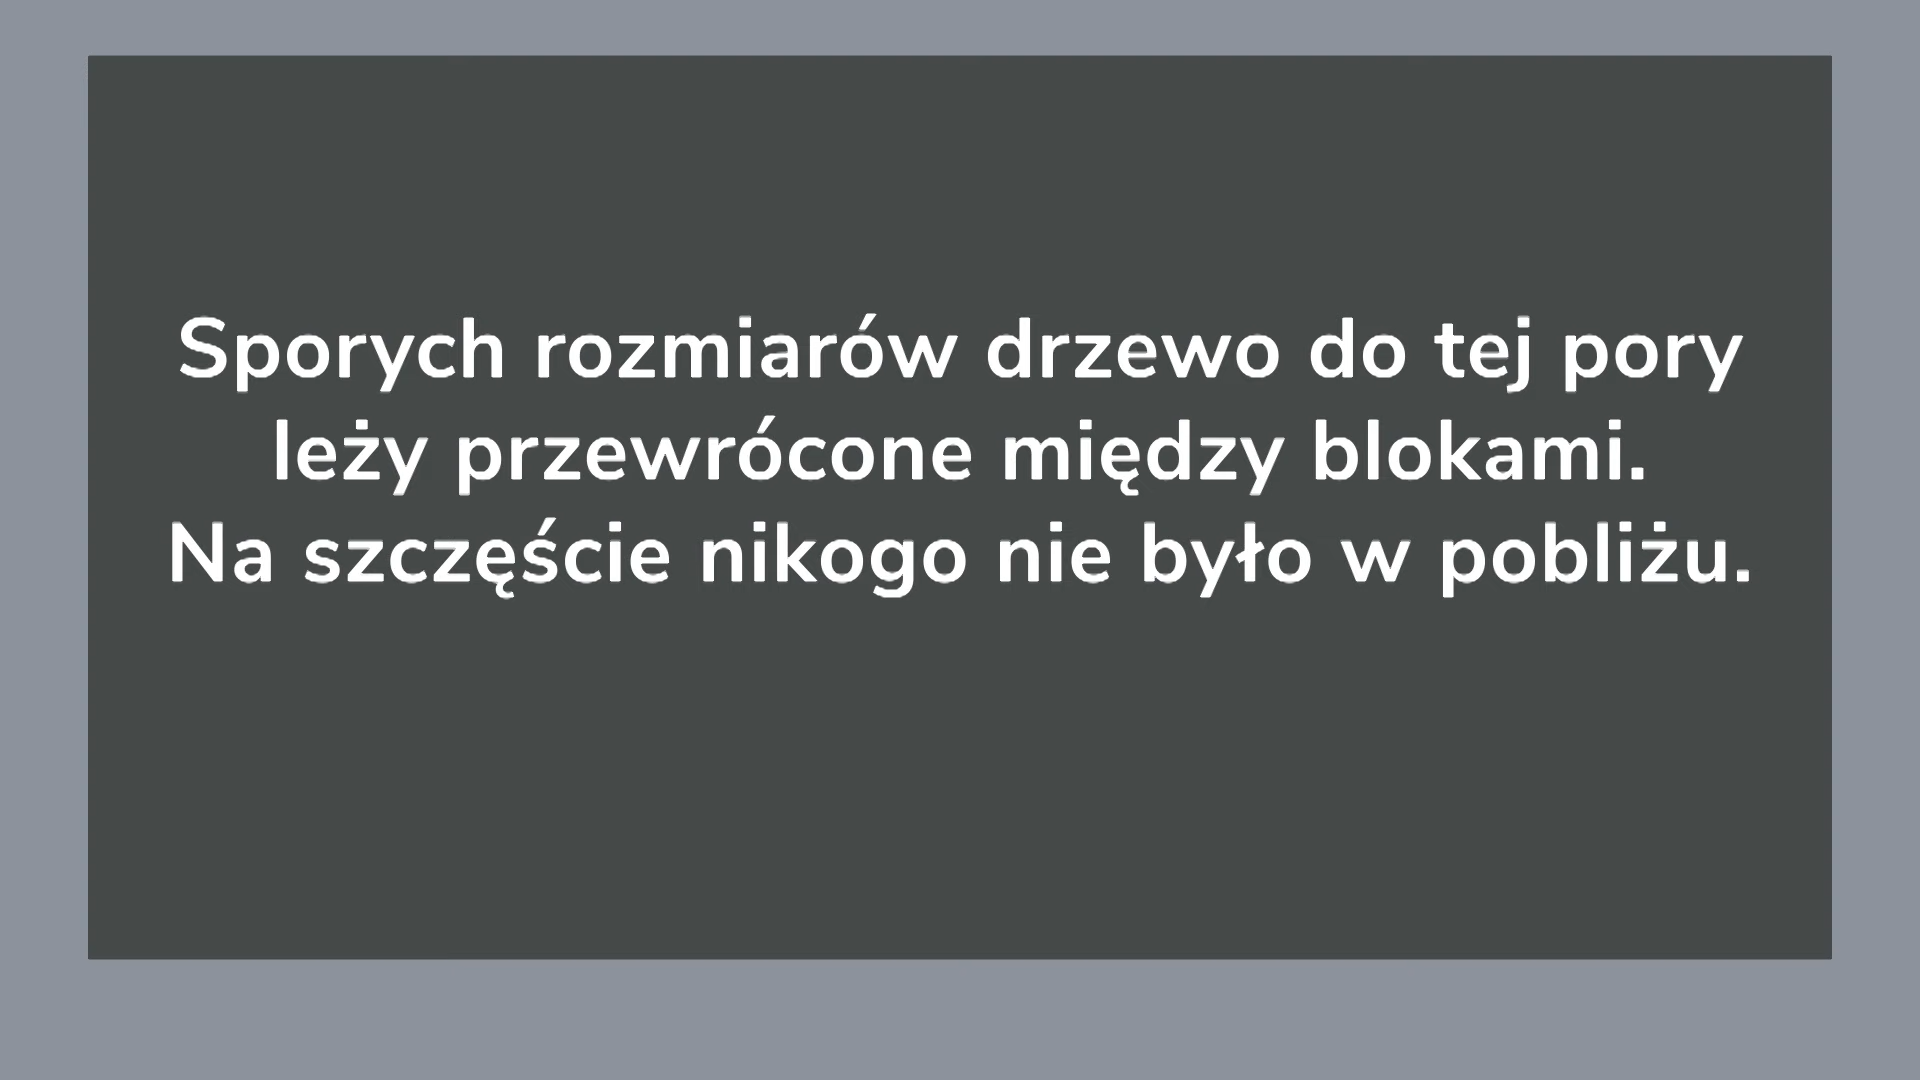 Sporych rozmiarów drzewo do tej pory
leży przewrócone między blokami.
Na szczęście nikogo nie było w pobliżu.